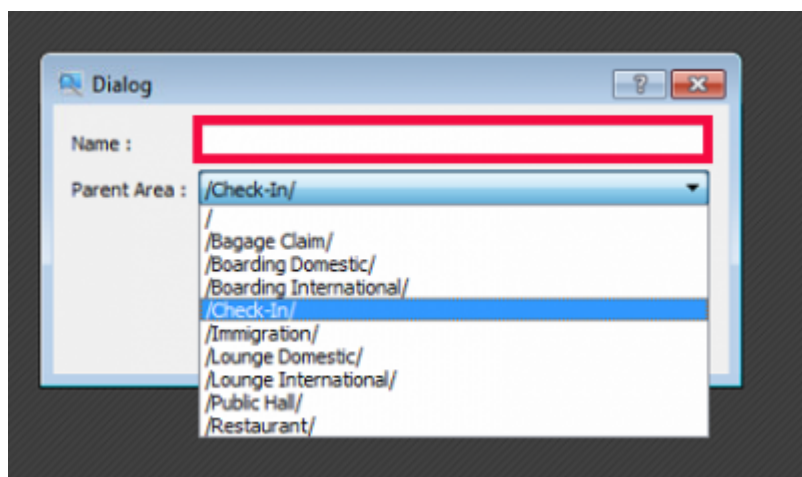 Dialog
Name :
Parent Area : /Check-In/
/
/Bagage Claim/
/Boarding Domestic/
/Boarding International/
/Check-In/
/Immigration/
/Lounge Domestic/
/Lounge International/
/Public Hall/
/Restaurant/